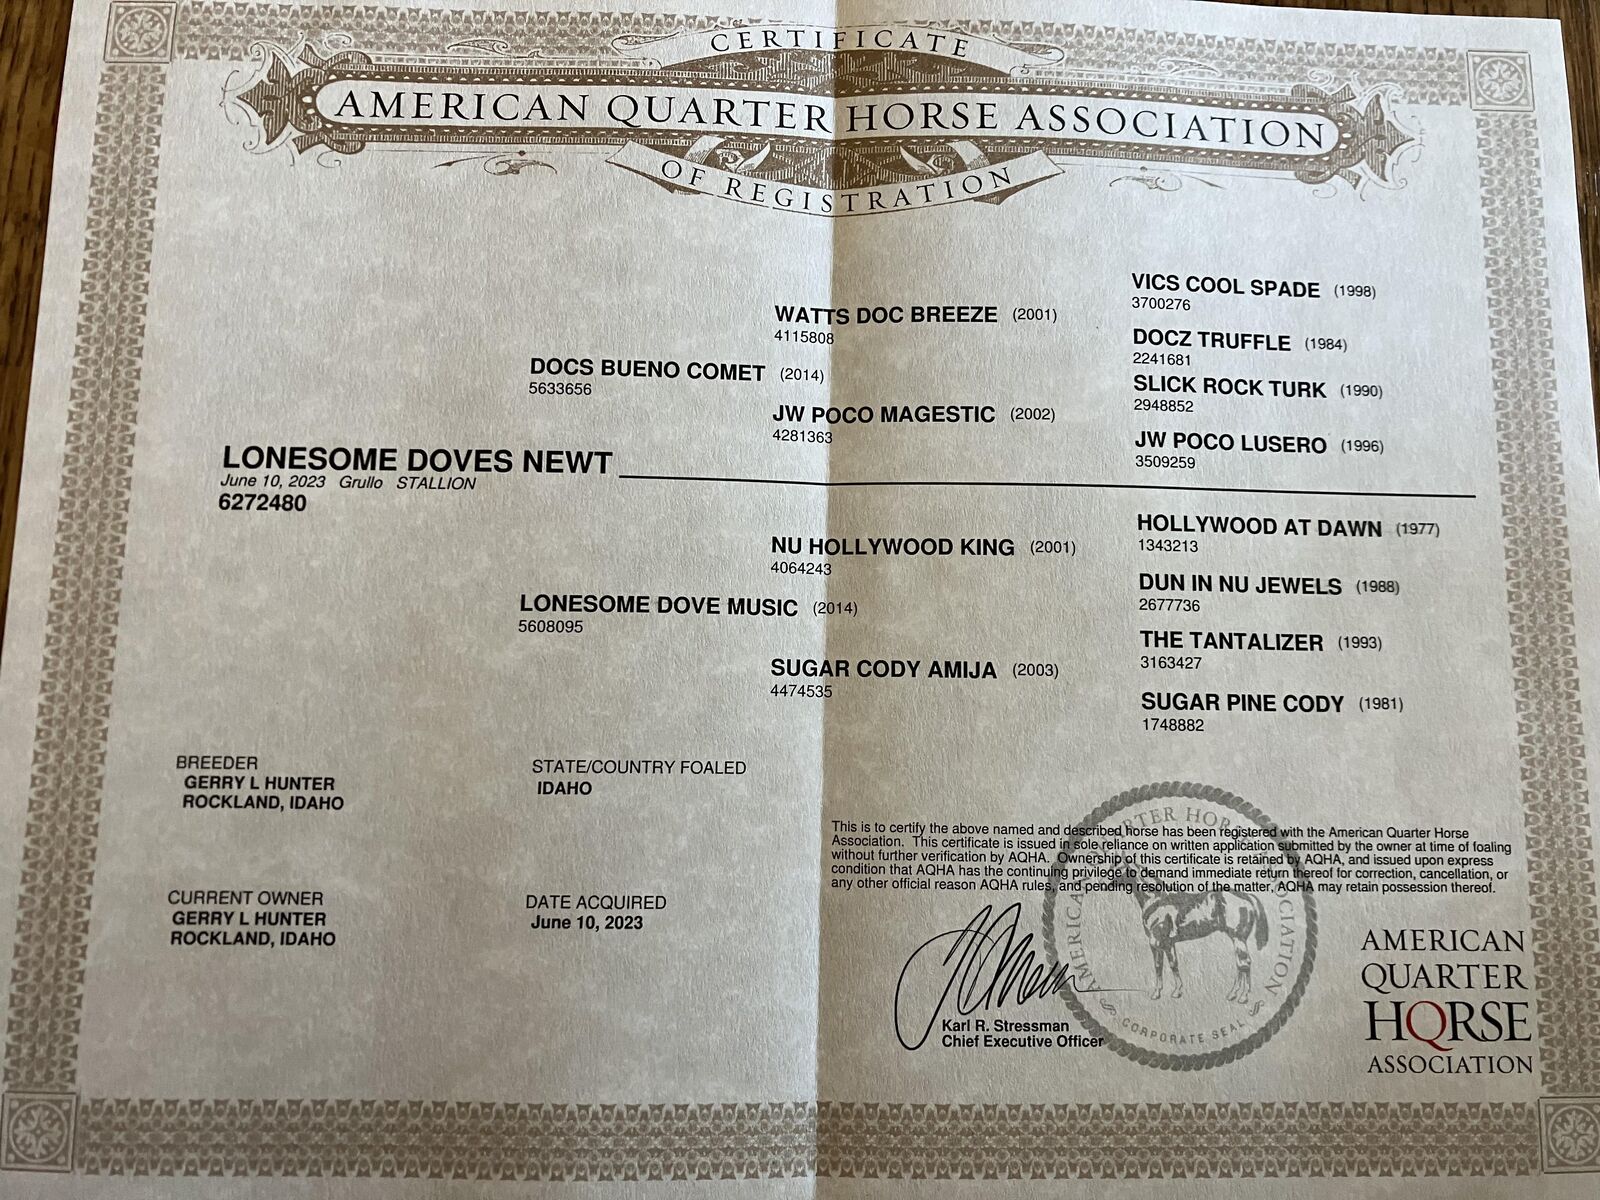 CERTIFICATE
AMERICAN QUARTER HORSE ASSOCIATION
OF REGISTRATION
VICS COOL SPADE (1998)
3700276
WATTS DOC BREEZE (2001)
4115808
DOCZ TRUFFLE (1984)
2241681
DOCS BUENO COMET (2014)
5633656
SLICK ROCK TURK (1990)
2948852
JW POCO MAGESTIC (2002)
4281363
JW POCO LUSERO (1996)
3509259
LONESOME DOVES NEWT
June 10, 2023 Grullo STALLION
6272480
HOLLYWOOD AT DAWN (1977)
1343213
NU HOLLYWOOD KING (2001)
4064243
DUN IN NU JEWELS (1988)
2677736
LONESOME DOVE MUSIC (2014)
5608095
THE TANTALIZER (1993)
3163427
SUGAR CODY AMIJA (2003)
4474535
SUGAR PINE CODY (1981)
1748882
BREEDER
GERRY L HUNTER
ROCKLAND, IDAHO
STATE/COUNTRY FOALED
IDAHO
CURRENT OWNER
GERRY L HUNTER
ROCKLAND, IDAHO
DATE ACQUIRED
June 10, 2023
This is to certify the above named and described horse has been registered with the American Quarter Horse
Association. This certificate is issued in sole reliance on written application submitted by the owner at time of foaling
without further verification by AQHA. Ownership of this certificate is retained by AQHA, and issued upon express
condition that AQHA has the continuing privilege to demand immediate return thereof for correction, cancellation, or
any other official reason AQHA rules, and pending resolution of the matter, AQHA may retain possession thereof.
Karl R. Stressman
Chief Executive Officer
AMERICAN QUARTER HORSE ASSOCIATION
CORPORATE SEAL
AMERICAN
QUARTER
HORSE
ASSOCIATION